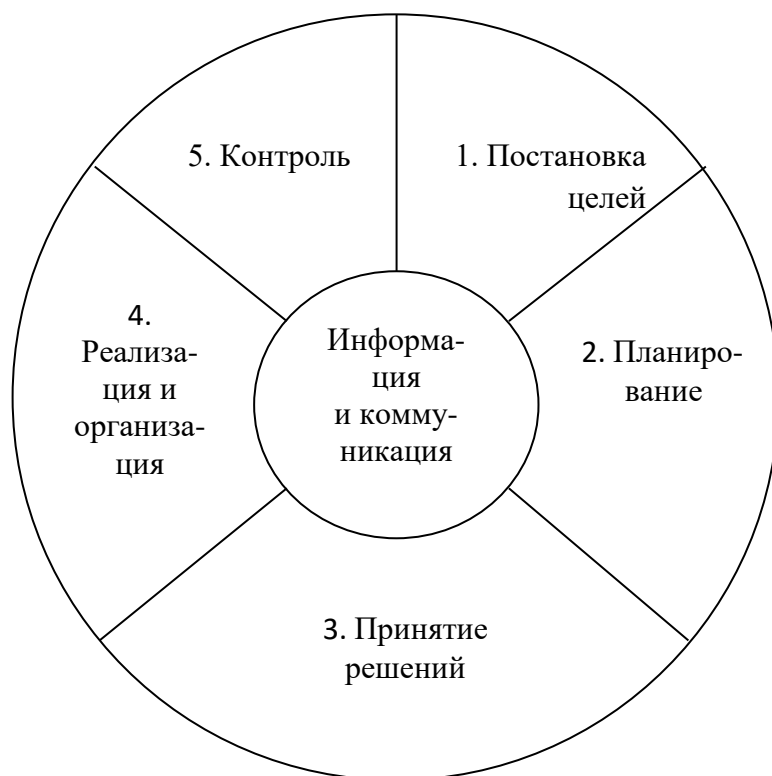 5. Контроль
1. Постановка
целей
4.
Реализа-
ция и
организа-
ция
Информа-
ция
и комму-
никация
2. Планиро-
вание
3. Принятие
решений